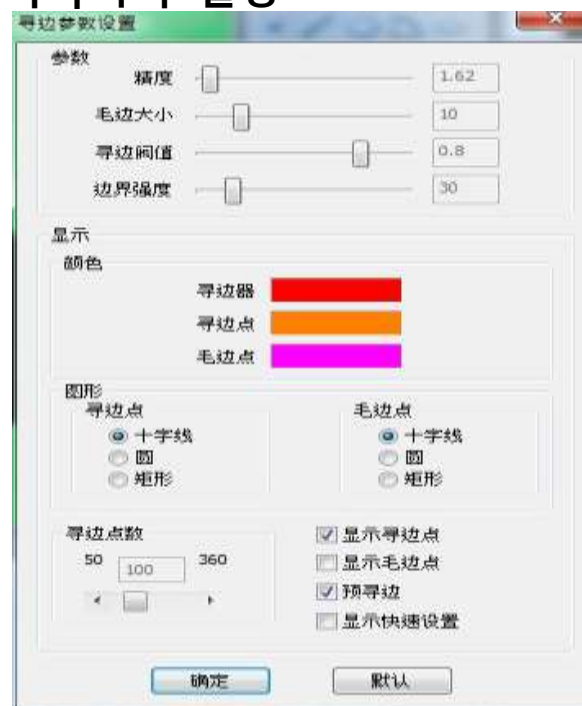 寻边参数设置
参数
精度 1.62
毛边大小 10
寻边阀值 0.8
边界强度 30
显示
颜色
寻边器
寻边点
毛边点
图形
寻边点 毛边点
十字线 十字线
圆 圆
矩形 矩形
寻边点数
50 100 360
显示寻边点
显示毛边点
预寻边
显示快速设置
确定 默认